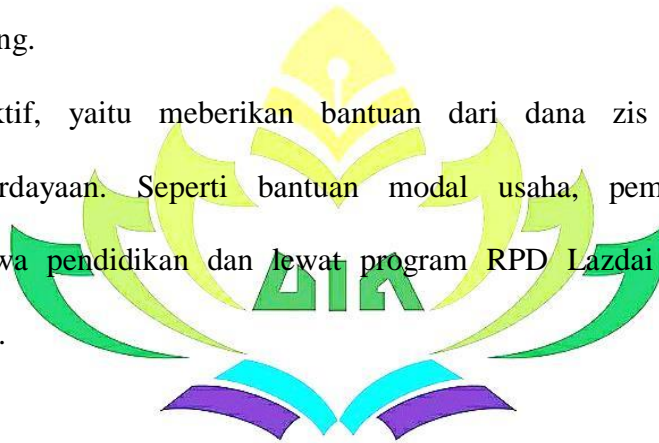 ng.
ktif, yaitu meberikan bantuan dari dana zis
erdayaan. Seperti bantuan modal usaha, pem
wa pendidikan dan lewat program RPD Lazdai
.